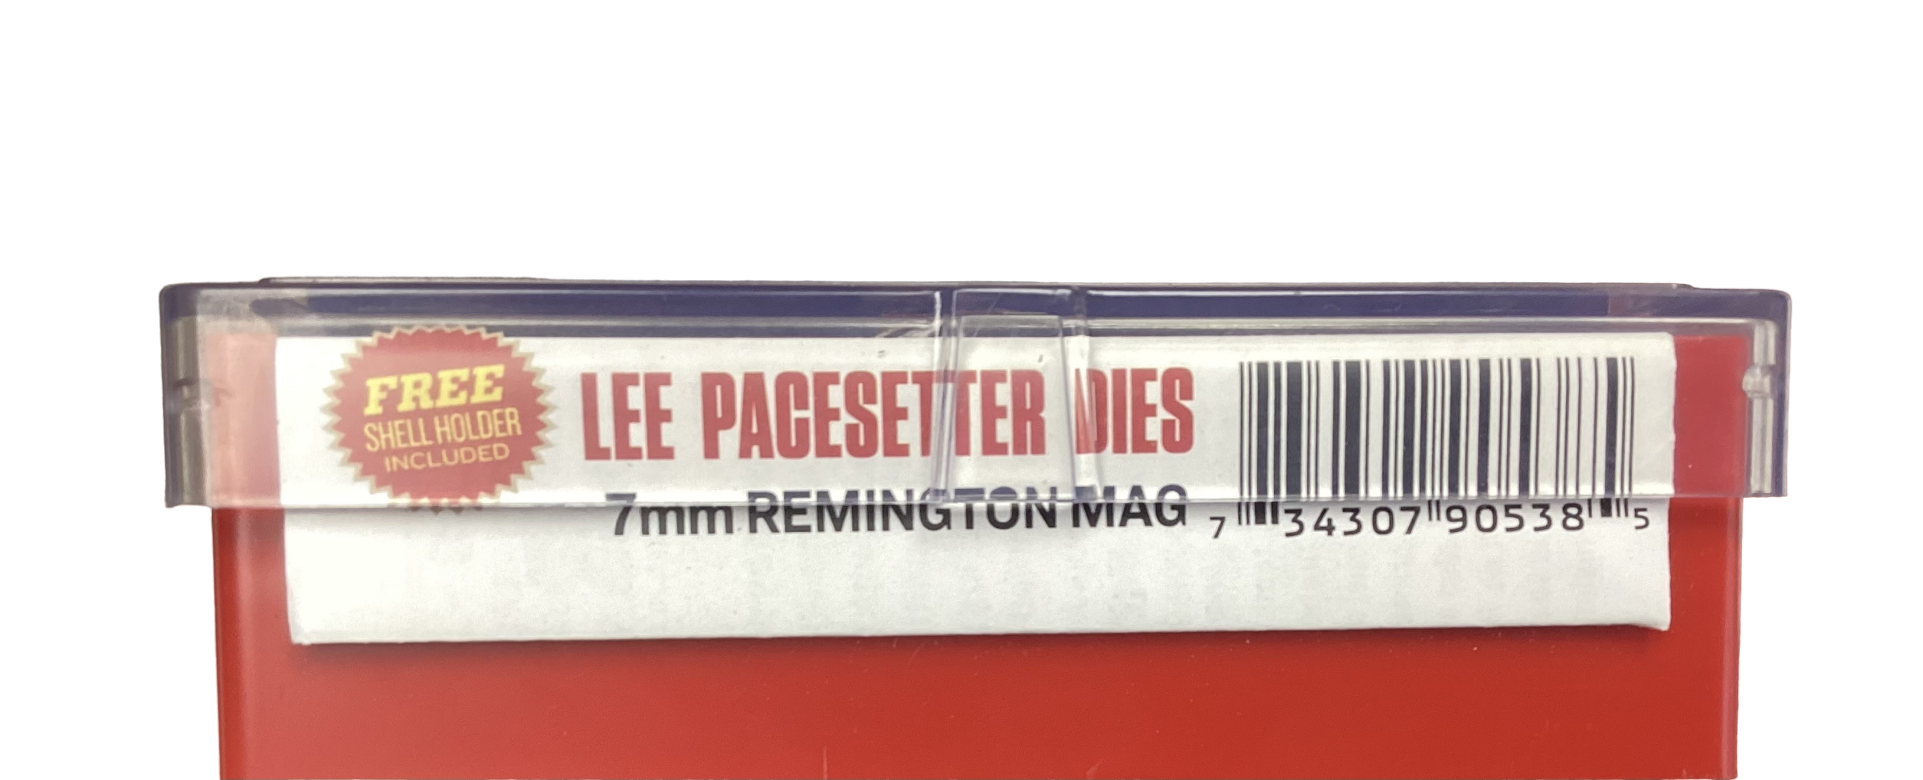 FREE
SHELL HOLDER
INCLUDED
LEE PACESETTER DIES
7mm REMINGTON MAG
7 34307 90538 5